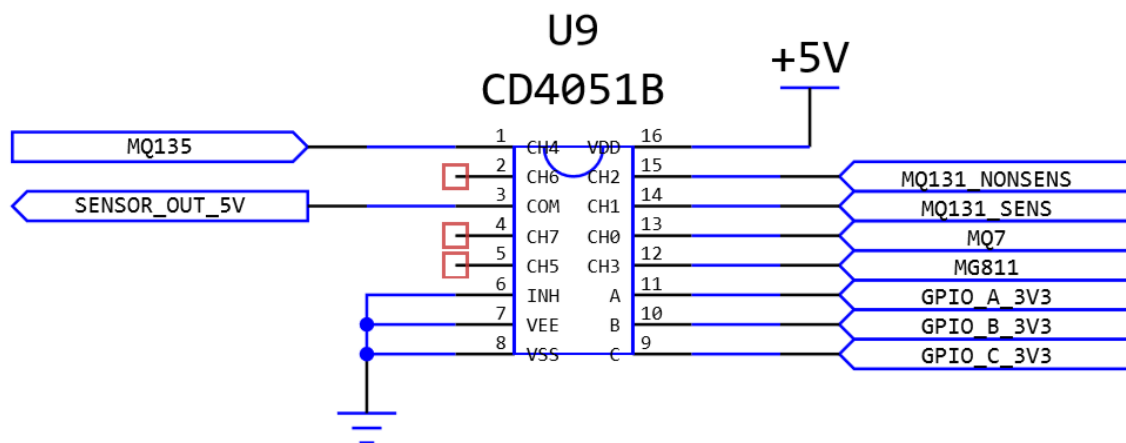 U9
CD4051B
+5V
MQ135 1 CH4 VDD 16
2 CH6 CH2 15 MQ131_NONSENS
SENSOR_OUT_5V 3 COM CH1 14 MQ131_SENS
4 CH7 CH0 13 MQ7
5 CH5 CH3 12 MG811
6 INH A 11 GPIO_A_3V3
7 VEE B 10 GPIO_B_3V3
8 VSS C 9 GPIO_C_3V3